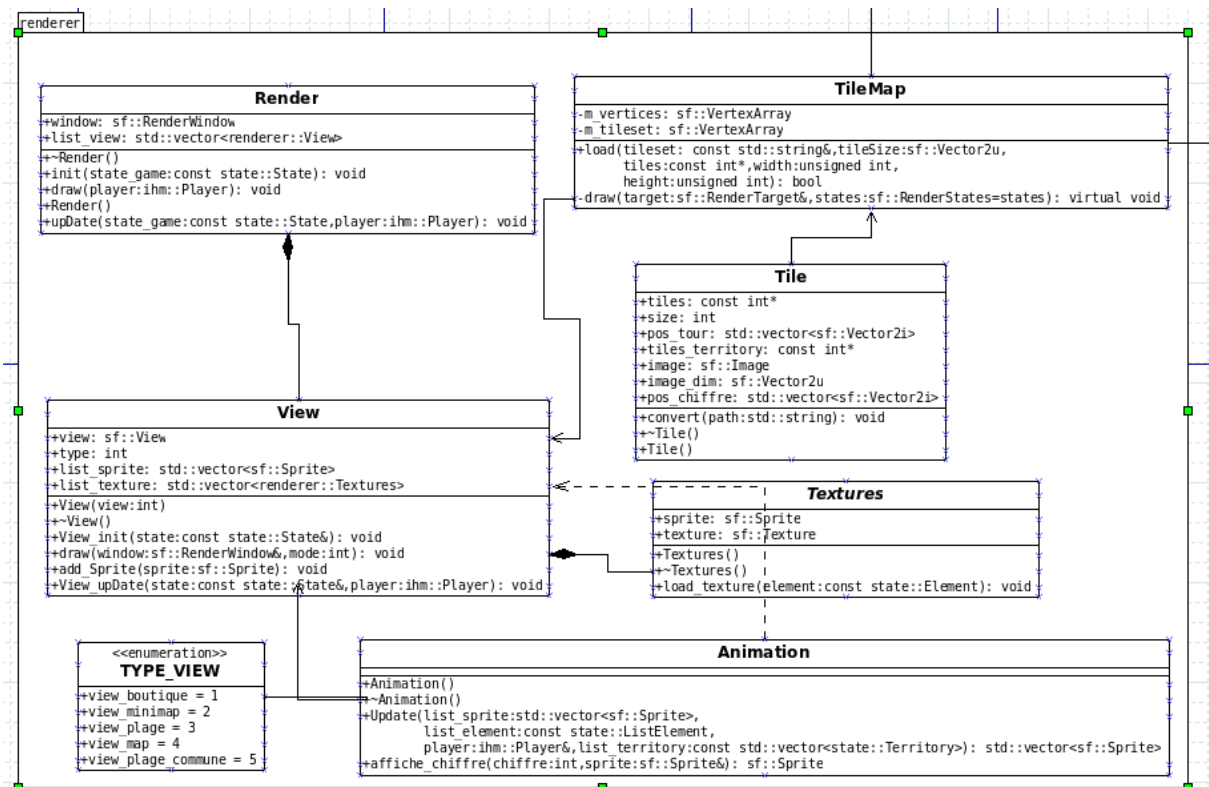 renderer
Render
+window: sf::RenderWindow
+list_view: std::vector<renderer::View>
+~Render()
+init(state_game:const state::State): void
+draw(player:ihm::Player): void
+Render()
+upDate(state_game:const state::State,player:ihm::Player): void
TileMap
-m_vertices: sf::VertexArray
-m_tileset: sf::VertexArray
+load(tileset: const std::string&,tileSize:sf::Vector2u,
tiles:const int*,width:unsigned int,
height:unsigned int): bool
-draw(target:sf::RenderTarget&,states:sf::RenderStates=states): virtual void
Tile
+tiles: const int*
+size: int
+pos_tour: std::vector<sf::Vector2i>
+tiles_territory: const int*
+image: sf::Image
+image_dim: sf::Vector2u
+pos_chiffre: std::vector<sf::Vector2i>
+convert(path:std::string): void
+~Tile()
+Tile()
View
+view: sf::View
+type: int
+list_sprite: std::vector<sf::Sprite>
+list_texture: std::vector<renderer::Textures>
+View(view:int)
+~View()
+View_init(state:const state::State&): void
+draw(window:sf::RenderWindow&,mode:int): void
+add_Sprite(sprite:sf::Sprite): void
+View_upDate(state:const state::State&,player:ihm::Player): void
Textures
+sprite: sf::Sprite
+texture: sf::Texture
+Textures()
+~Textures()
+load_texture(element:const state::Element): void
<<enumeration>>
TYPE_VIEW
+view_boutique = 1
+view_minimap = 2
+view_plage = 3
+view_map = 4
+view_plage_commune = 5
Animation
+Animation()
+~Animation()
+Update(list_sprite:std::vector<sf::Sprite>,
list_element:const state::ListElement,
player:ihm::Player&,list_territory:const std::vector<state::Territory>): std::vector<sf::Sprite>
+affiche_chiffre(chiffre:int,sprite:sf::Sprite&): sf::Sprite